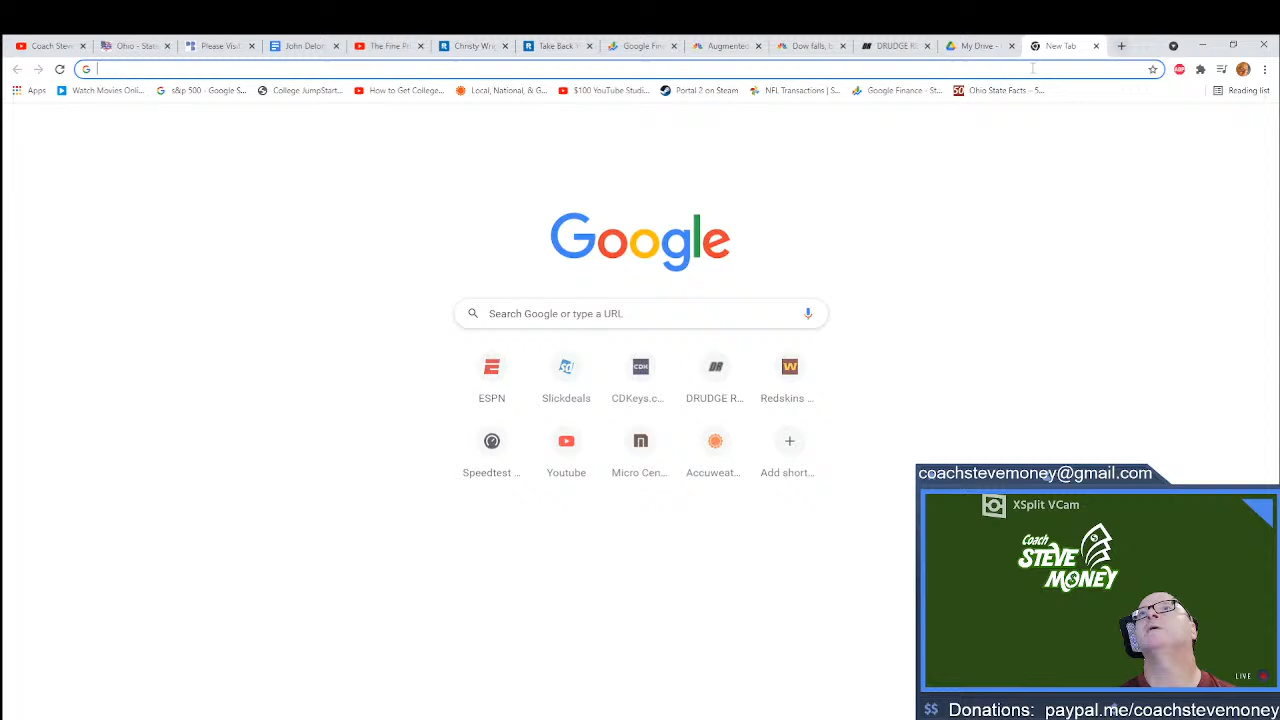 Coach Stev
Ohio - State
Please Visi
John Delor
The Fine Pr
Christy Wri
Take Back
Google Fin
Augmented
Dow falls, b
DRUDGE R
My Drive -
New Tab
Apps
Watch Movies Onli...
s&p 500 - Google S...
College JumpStart...
How to Get College...
Local, National, & G...
$100 YouTube Studi...
Portal 2 on Steam
NFL Transactions | S...
Google Finance - St...
Ohio State Facts – 5...
Reading list
Google
Search Google or type a URL
ESPN
Slickdeals
CDKeys.c...
DRUDGE R...
Redskins ...
Speedtest ...
Youtube
Micro Cen...
Accuweat...
Add short...
coachstevemoney@gmail.com
XSplit VCam
Coach
STEVE
MONEY
LIVE
$$ Donations: paypal.me/coachstevemoney